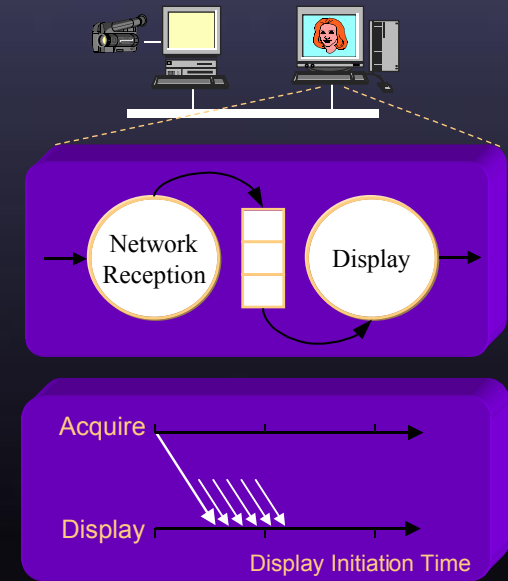 Network
Reception
Display
Acquire
Display
Display Initiation Time